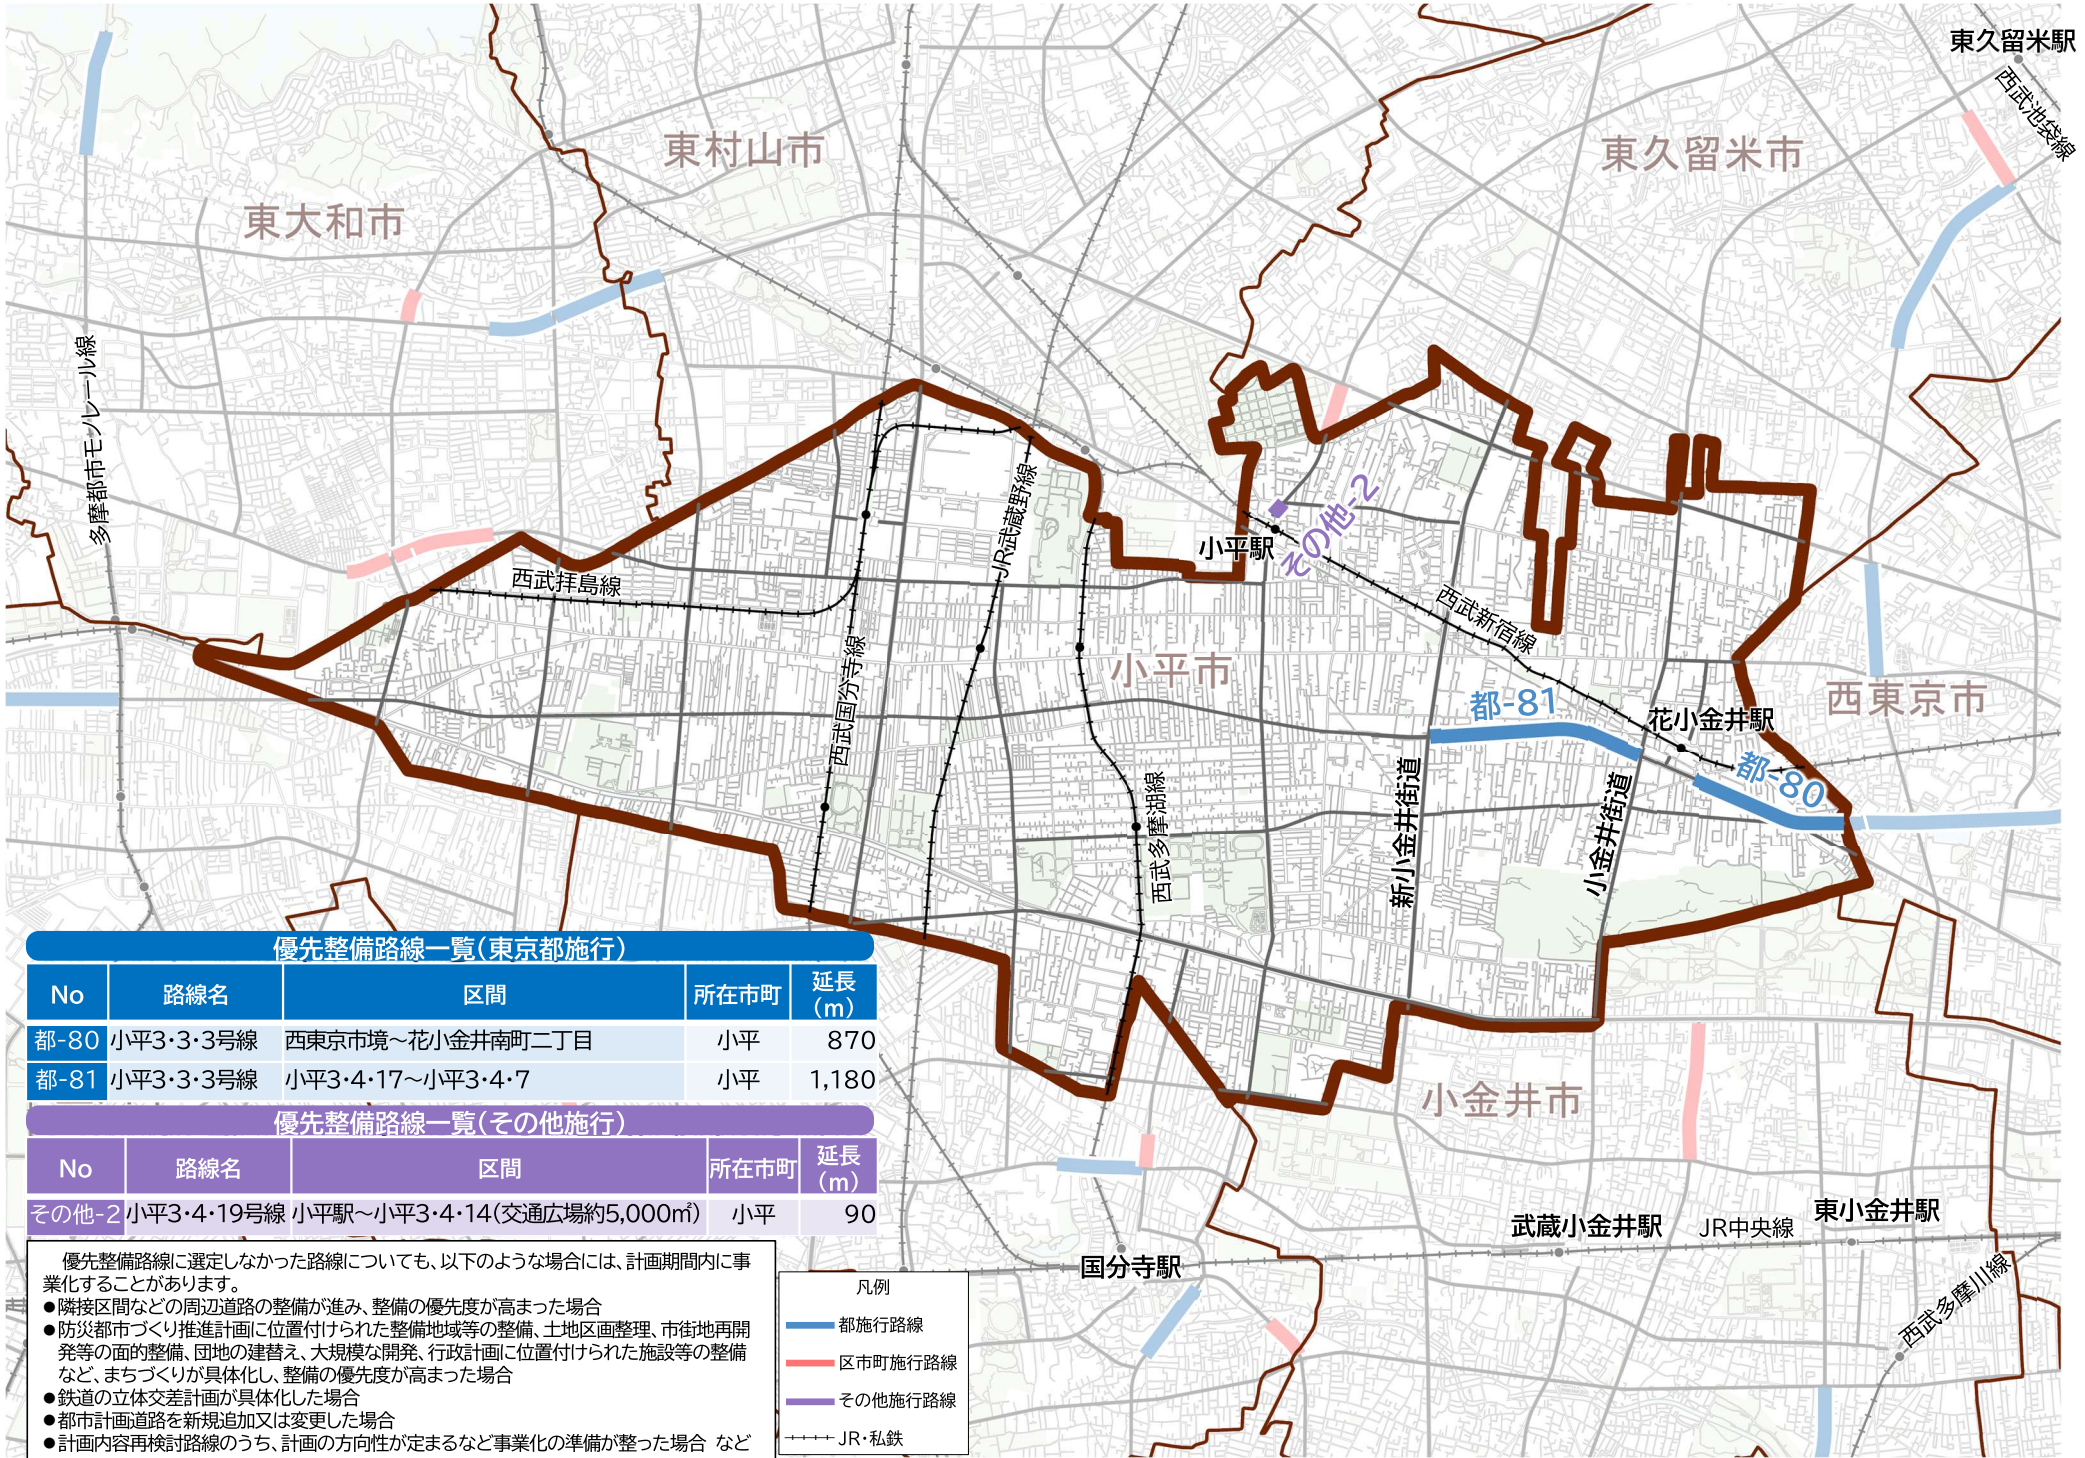 東久留米駅
西武池袋線
東村山市
東久留米市
東大和市
多摩都市モノレール線
JR武蔵野線
その他-2
小平駅
西武拝島線
西武新宿線
西武国分寺線
小平市
西東京市
都-81
花小金井駅
都-80
西武多摩湖線
新小金井街道
小金井街道
優先整備路線一覧(東京都施行)
No 路線名 区間 所在市町 延長(m)
都-80 小平3・3・3号線 西東京市境~花小金井南町二丁目 小平 870
都-81 小平3・3・3号線 小平3・4・17~小平3・4・7 小平 1,180
優先整備路線一覧(その他施行)
No 路線名 区間 所在市町 延長(m)
その他-2 小平3・4・19号線 小平駅~小平3・4・14(交通広場約5,000㎡) 小平 90
小金井市
武蔵小金井駅
JR中央線
東小金井駅
国分寺駅
西武多摩川線
優先整備路線に選定しなかった路線についても、以下のような場合には、計画期間内に事
業化することがあります。
●隣接区間などの周辺道路の整備が進み、整備の優先度が高まった場合
●防災都市づくり推進計画に位置付けられた整備地域等の整備、土地区画整理、市街地再開
発等の面的整備、団地の建替え、大規模な開発、行政計画に位置付けられた施設等の整備
など、まちづくりが具体化し、整備の優先度が高まった場合
●鉄道の立体交差計画が具体化した場合
●都市計画道路を新規追加又は変更した場合
●計画内容再検討路線のうち、計画の方向性が定まるなど事業化の準備が整った場合 など
凡例
都施行路線
区市町施行路線
その他施行路線
JR・私鉄